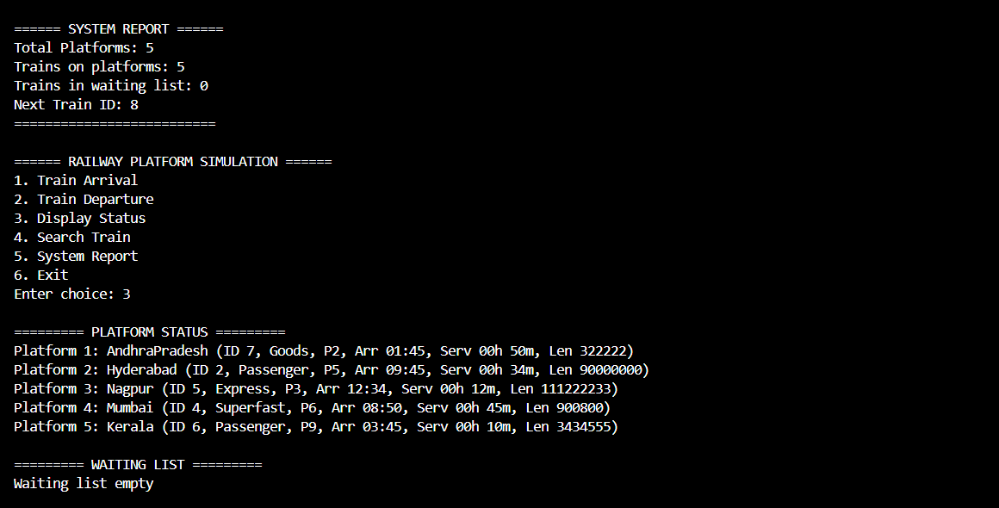 ====== SYSTEM REPORT ======
Total Platforms: 5
Trains on platforms: 5
Trains in waiting list: 0
Next Train ID: 8
==========================
====== RAILWAY PLATFORM SIMULATION ======
1. Train Arrival
2. Train Departure
3. Display Status
4. Search Train
5. System Report
6. Exit
Enter choice: 3
========= PLATFORM STATUS =========
Platform 1: AndhraPradesh (ID 7, Goods, P2, Arr 01:45, Serv 00h 50m, Len 322222)
Platform 2: Hyderabad (ID 2, Passenger, P5, Arr 09:45, Serv 00h 34m, Len 90000000)
Platform 3: Nagpur (ID 5, Express, P3, Arr 12:34, Serv 00h 12m, Len 111222233)
Platform 4: Mumbai (ID 4, Superfast, P6, Arr 08:50, Serv 00h 45m, Len 900800)
Platform 5: Kerala (ID 6, Passenger, P9, Arr 03:45, Serv 00h 10m, Len 3434555)
========= WAITING LIST =========
Waiting list empty